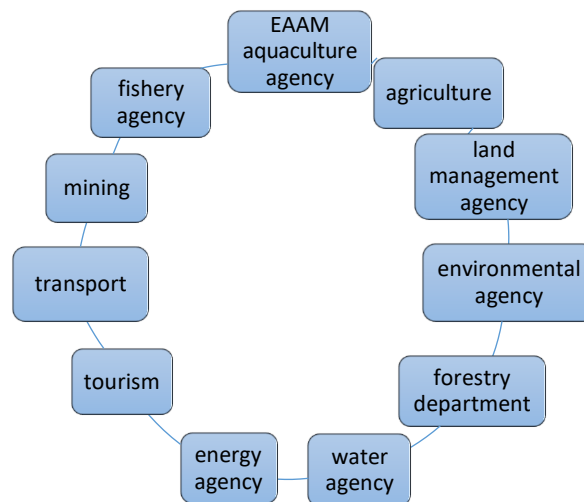 EAAM
aquaculture
agency
agriculture
land
management
agency
environmental
agency
forestry
department
water
agency
energy
agency
tourism
transport
mining
fishery
agency